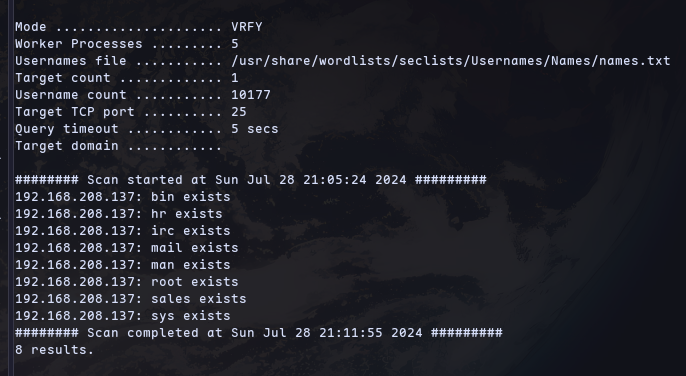 Mode ..................... VRFY
Worker Processes ......... 5
Usernames file ........... /usr/share/wordlists/seclists/Usernames/Names/names.txt
Target count ............. 1
Username count ........... 10177
Target TCP port .......... 25
Query timeout ............ 5 secs
Target domain ............
######## Scan started at Sun Jul 28 21:05:24 2024 #########
192.168.208.137: bin exists
192.168.208.137: hr exists
192.168.208.137: irc exists
192.168.208.137: mail exists
192.168.208.137: man exists
192.168.208.137: root exists
192.168.208.137: sales exists
192.168.208.137: sys exists
######## Scan completed at Sun Jul 28 21:11:55 2024 #########
8 results.